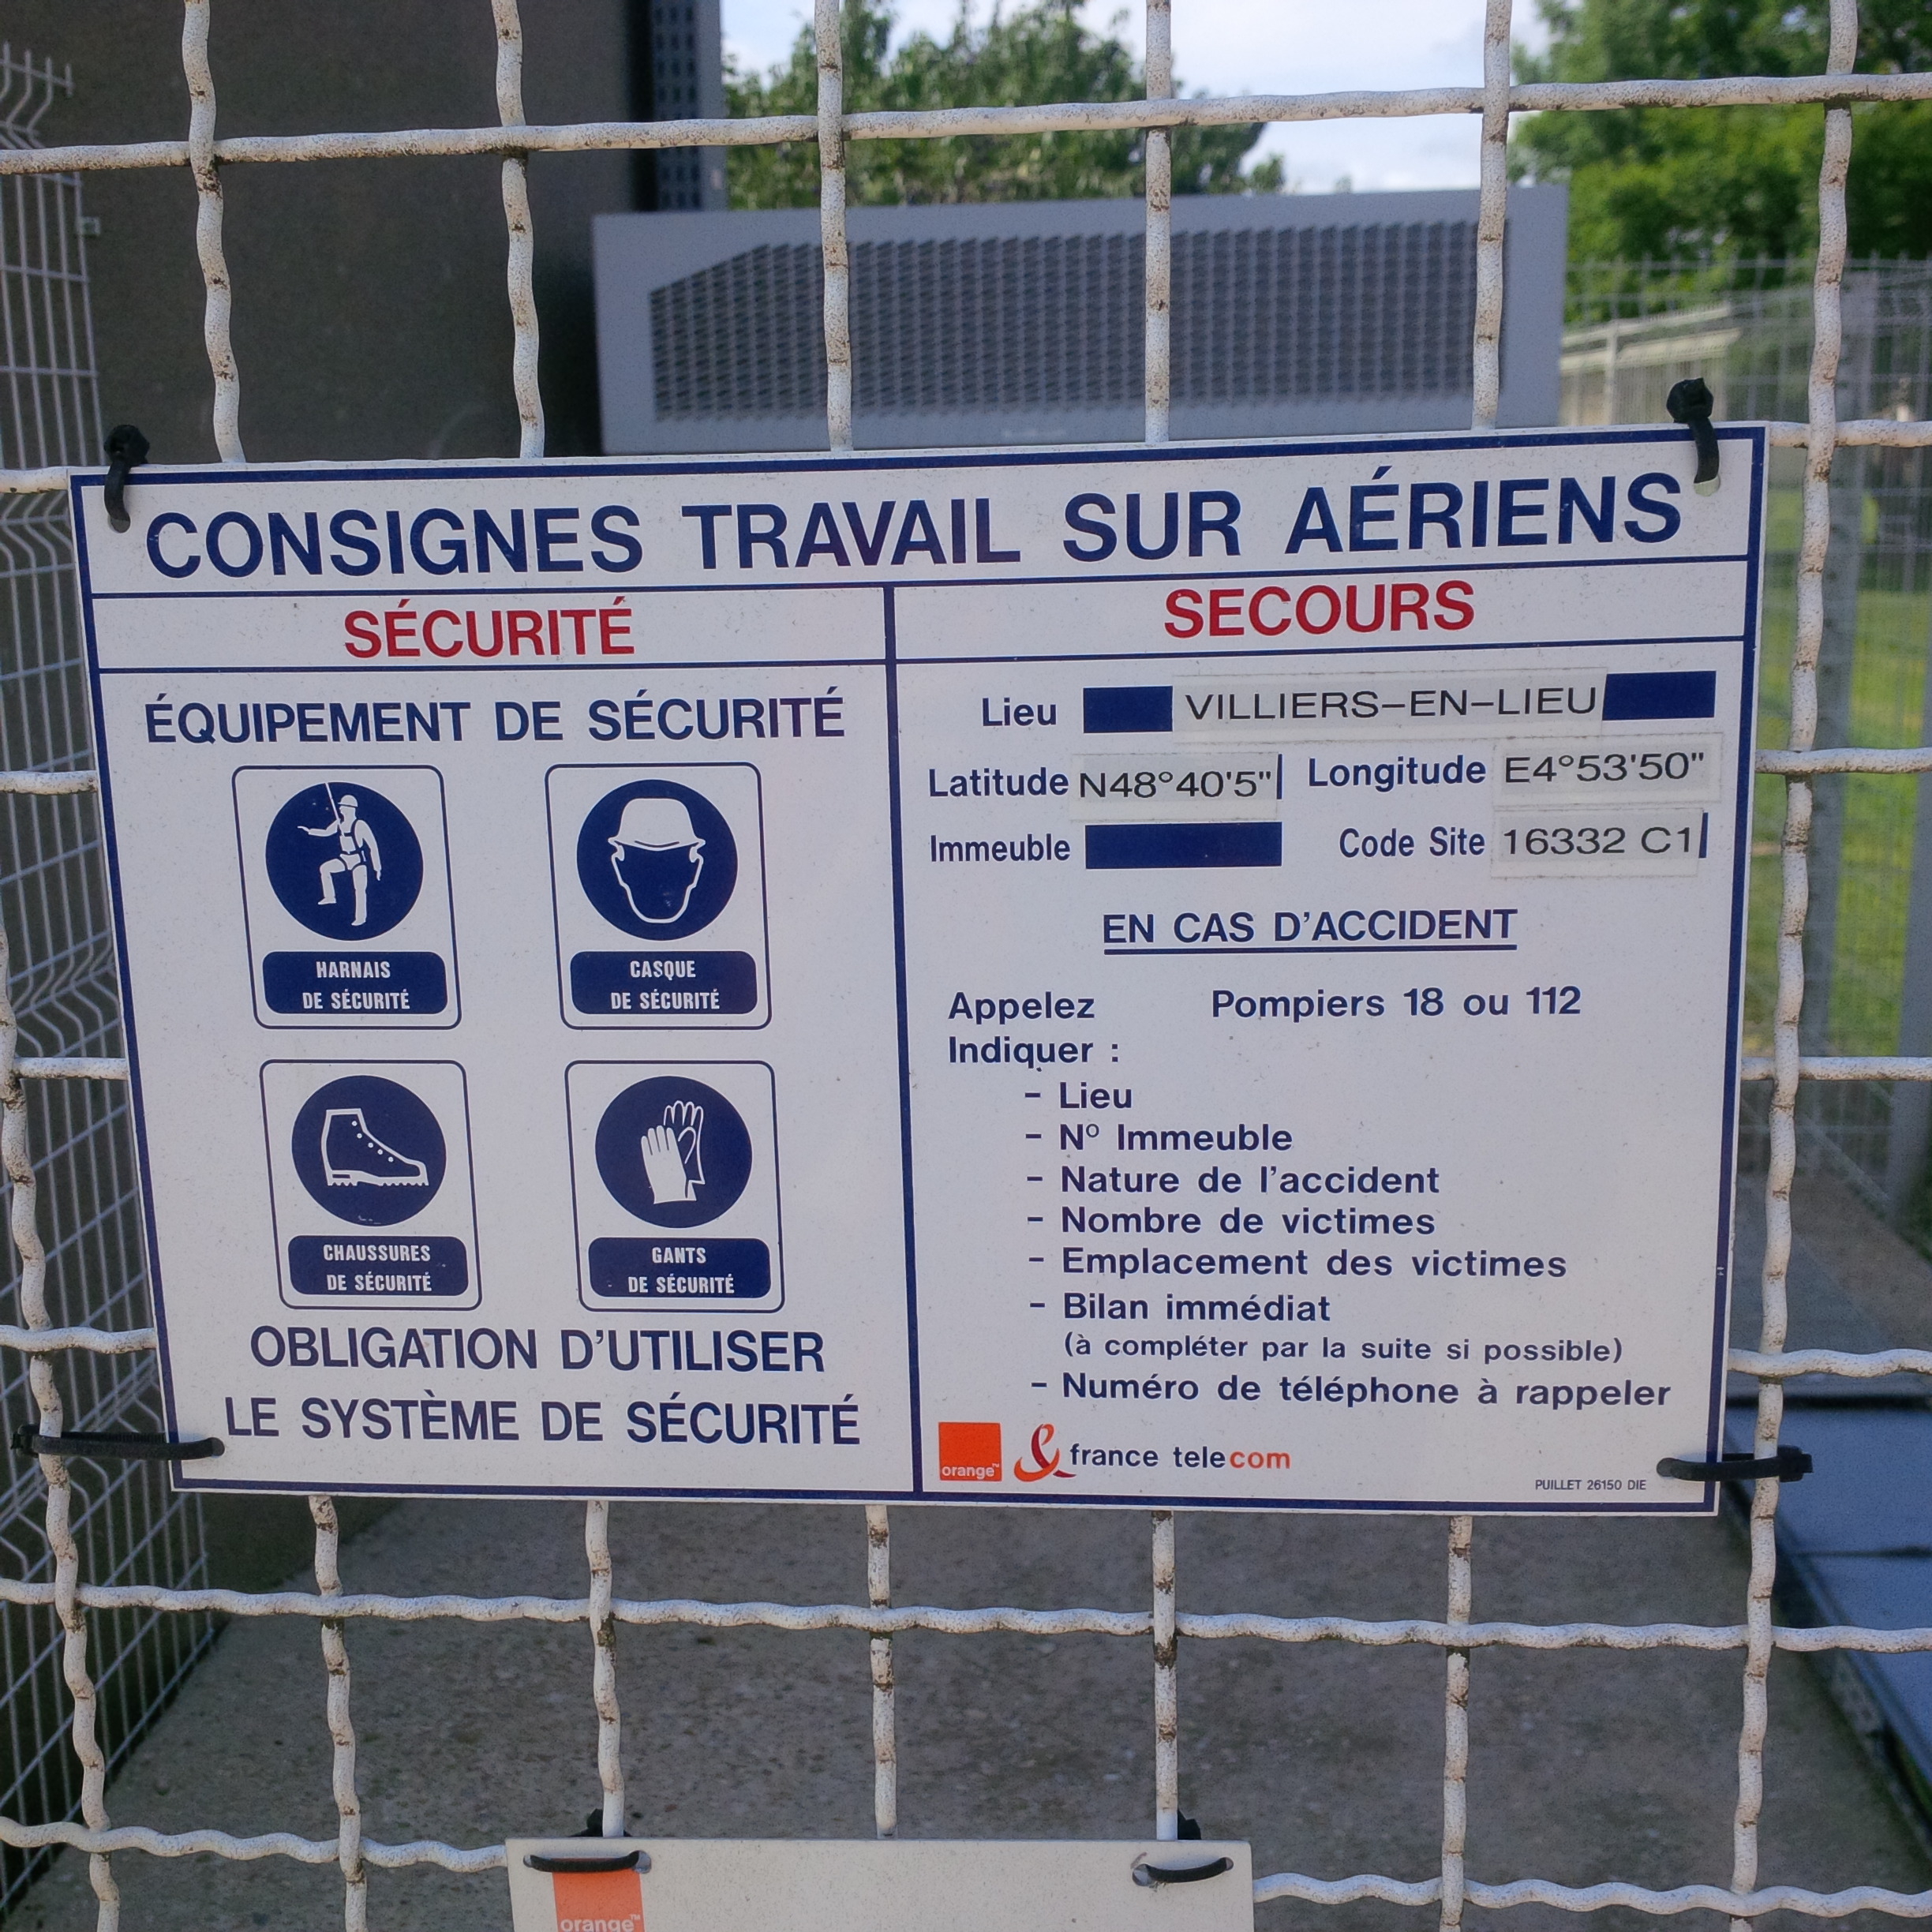 CONSIGNES TRAVAIL SUR AÉRIENS
SÉCURITÉ
ÉQUIPEMENT DE SÉCURITÉ
HARNAIS
DE SÉCURITÉ
CASQUE
DE SÉCURITÉ
CHAUSSURES
DE SÉCURITÉ
GANTS
DE SÉCURITÉ
OBLIGATION D'UTILISER
LE SYSTÈME DE SÉCURITÉ
SECOURS
Lieu VILLIERS-EN-LIEU
Latitude N48°40'5" Longitude E4°53'50"
Immeuble Code Site 16332 C1
EN CAS D'ACCIDENT
Appelez Pompiers 18 ou 112
Indiquer :
- Lieu
- Nº Immeuble
- Nature de l'accident
- Nombre de victimes
- Emplacement des victimes
- Bilan immédiat
(à compléter par la suite si possible)
- Numéro de téléphone à rappeler
orange™ france telecom
PUILLET 26150 DIE
orange™